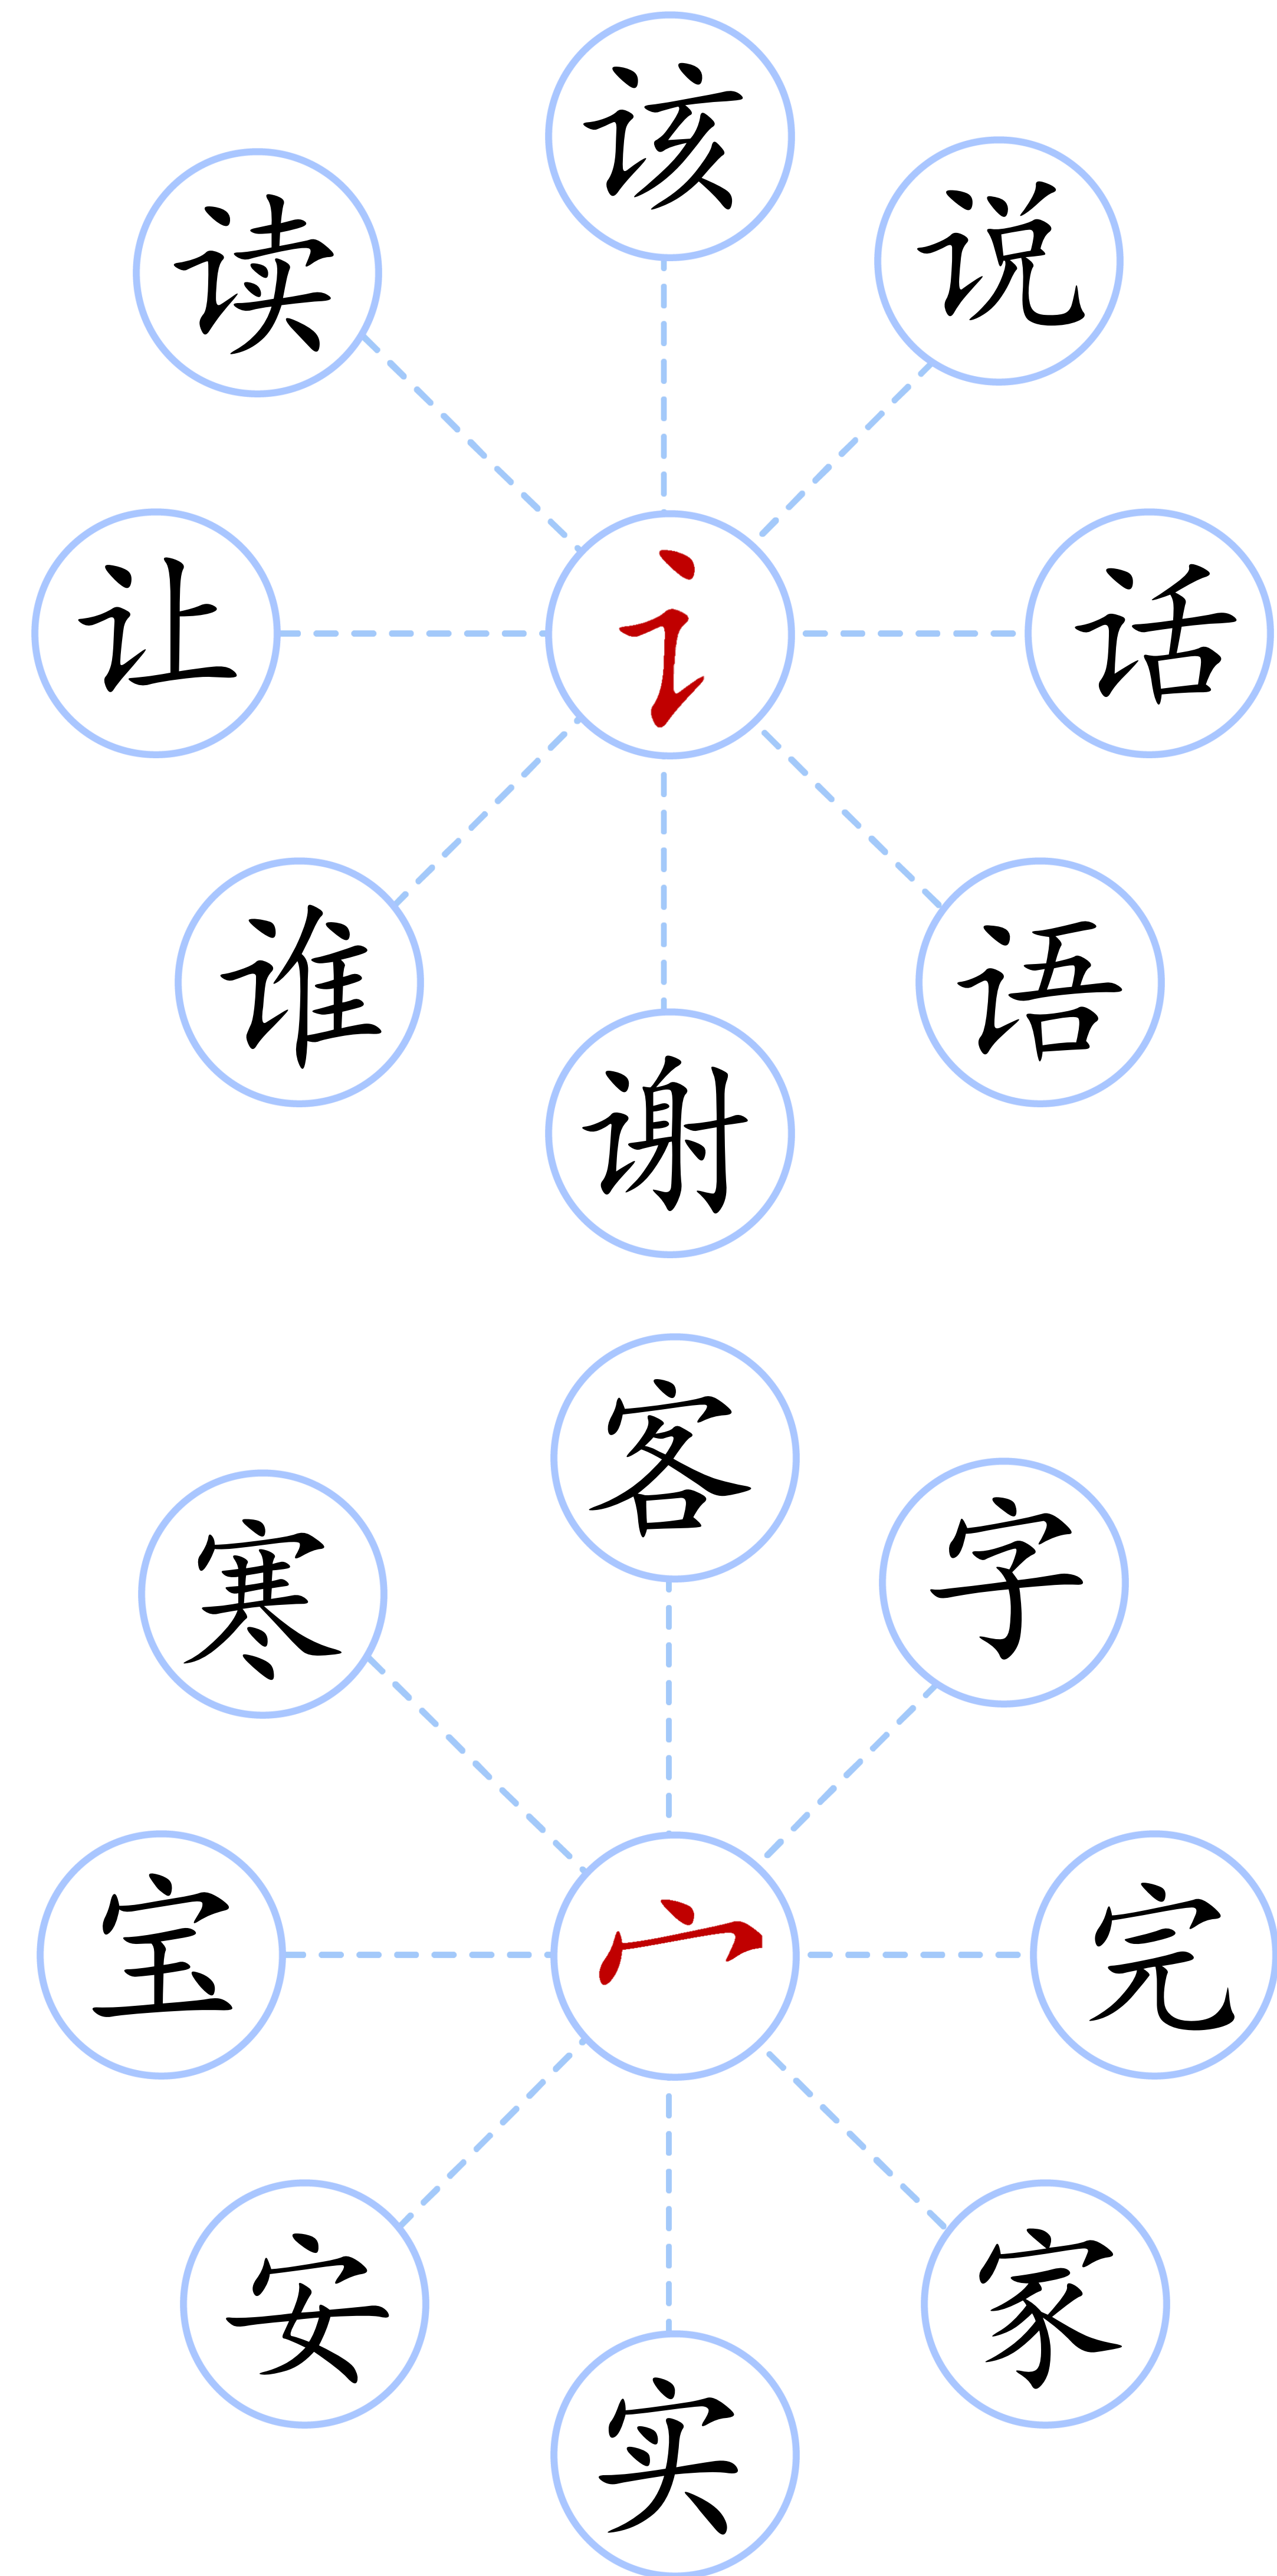 该
说
读
让
讠
话
谁
语
谢
客
字
寒
宝
宀
完
安
家
实